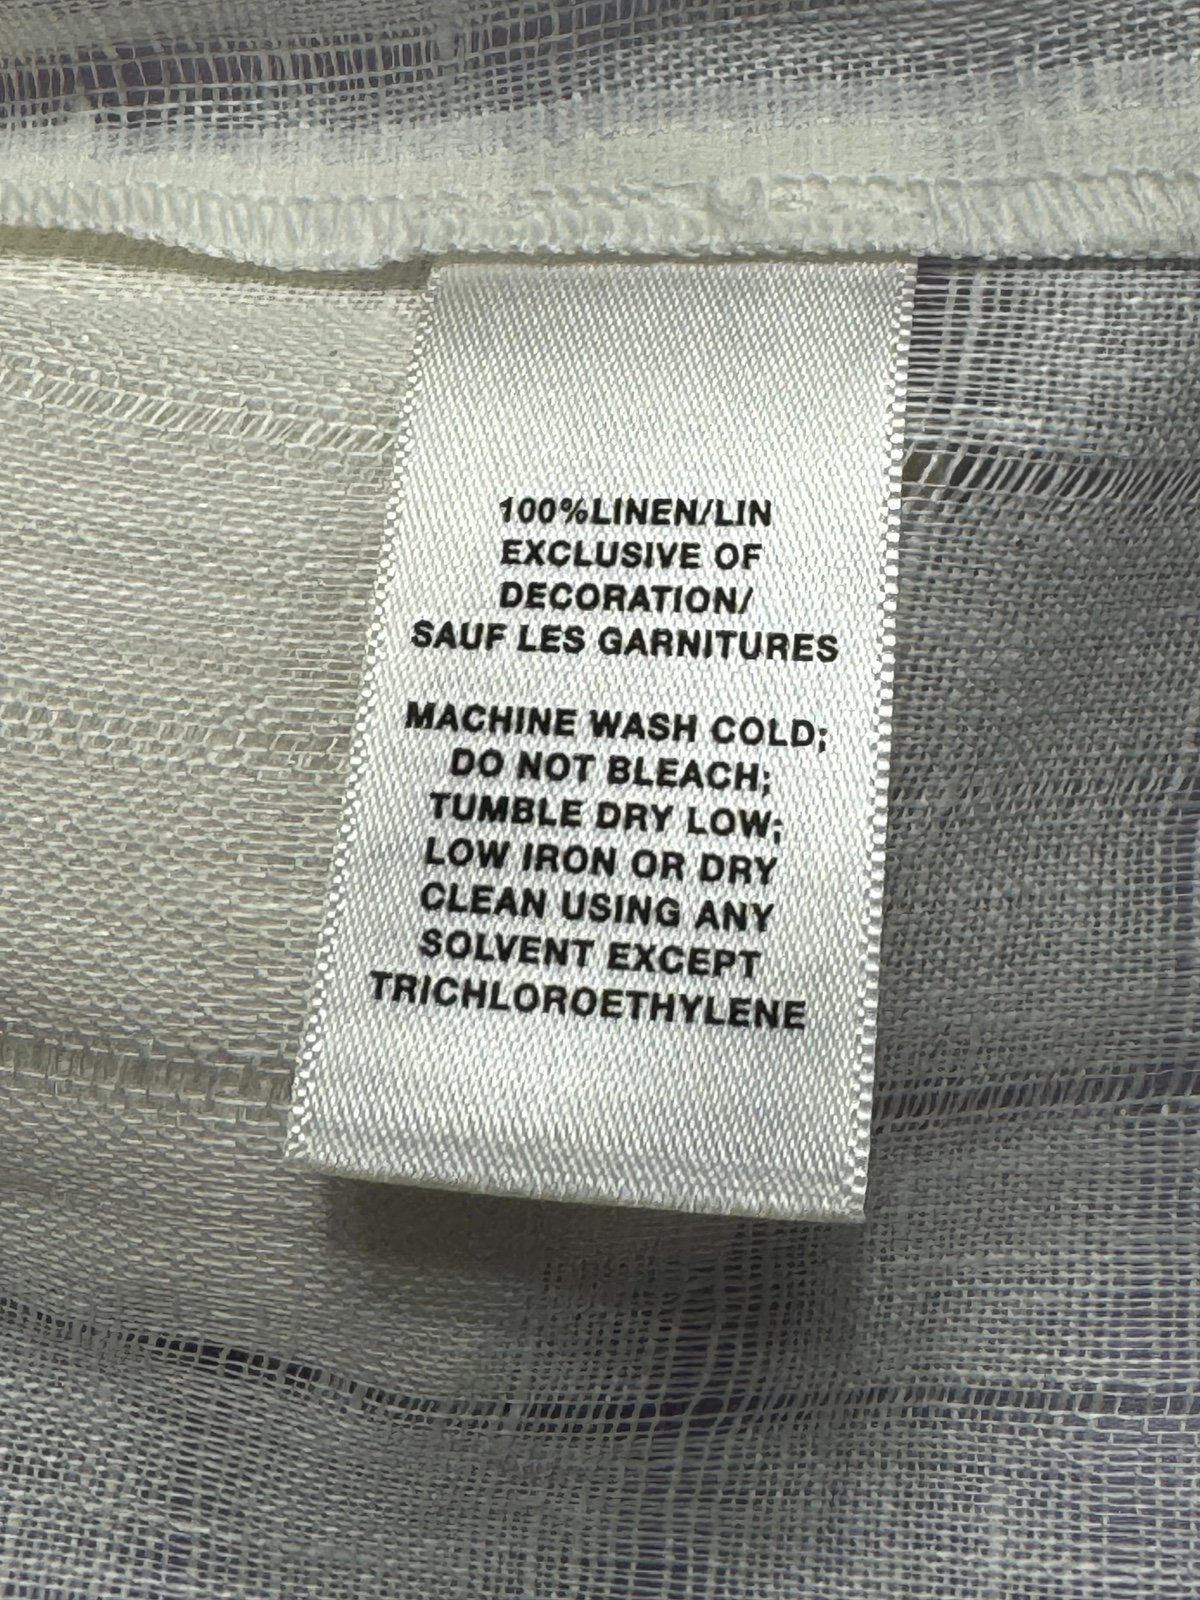 100%LINEN/LIN
EXCLUSIVE OF
DECORATION/
SAUF LES GARNITURES
MACHINE WASH COLD;
DO NOT BLEACH;
TUMBLE DRY LOW;
LOW IRON OR DRY
CLEAN USING ANY
SOLVENT EXCEPT
TRICHLOROETHYLENE